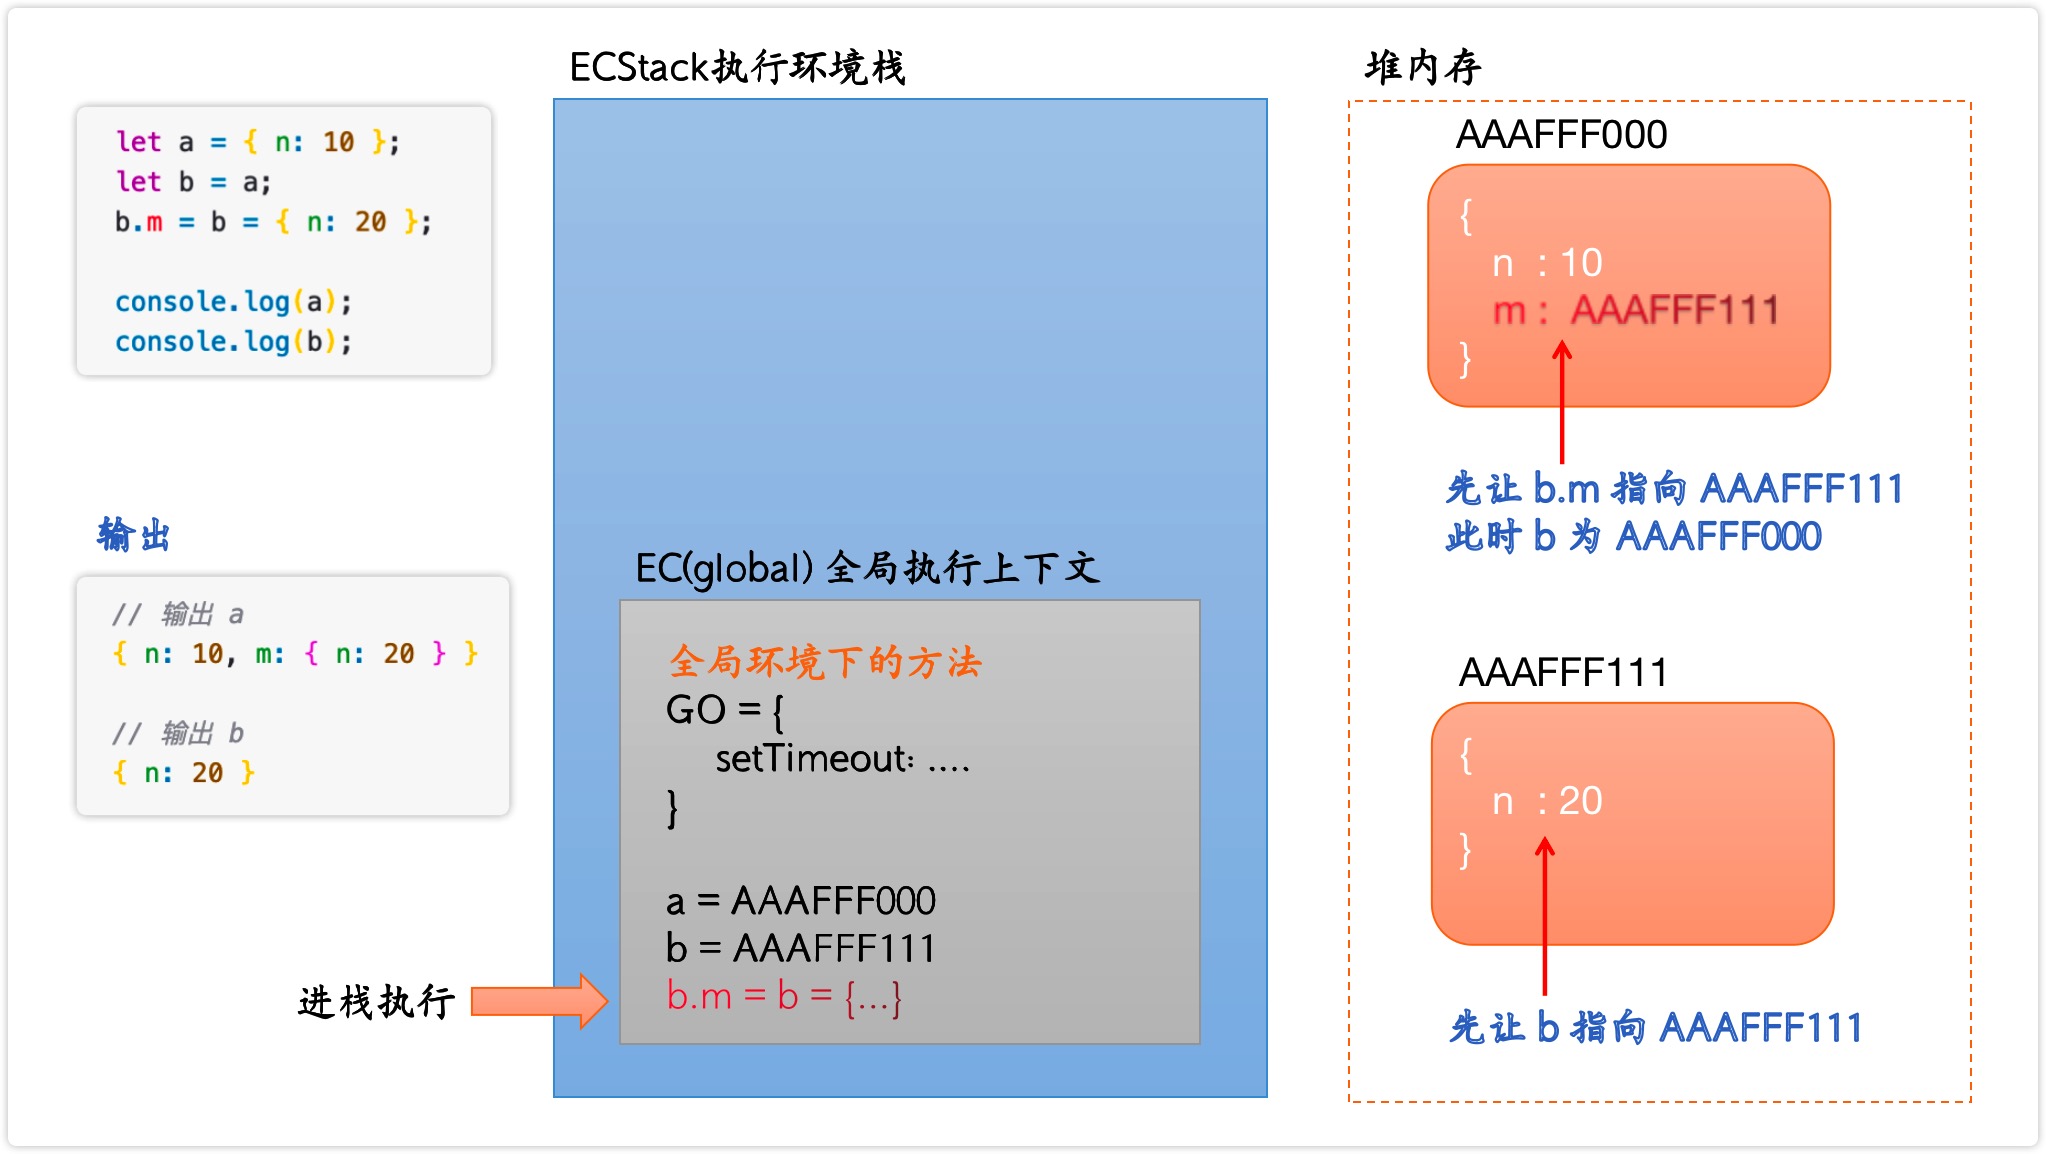 ECStack执行环境栈
堆内存
let a = { n: 10 };
let b = a;
b.m = b = { n: 20 };
console.log(a);
console.log(b);
输出
// 输出 a
{ n: 10, m: { n: 20 } }
// 输出 b
{ n: 20 }
EC(global) 全局执行上下文
全局环境下的方法
GO = {
setTimeout: ....
}
a = AAAFFF000
b = AAAFFF111
b.m = b = {...}
进栈执行
AAAFFF000
{
n : 10
m : AAAFFF111
}
先让 b.m 指向 AAAFFF111
此时 b 为 AAAFFF000
AAAFFF111
{
n : 20
}
先让 b 指向 AAAFFF111